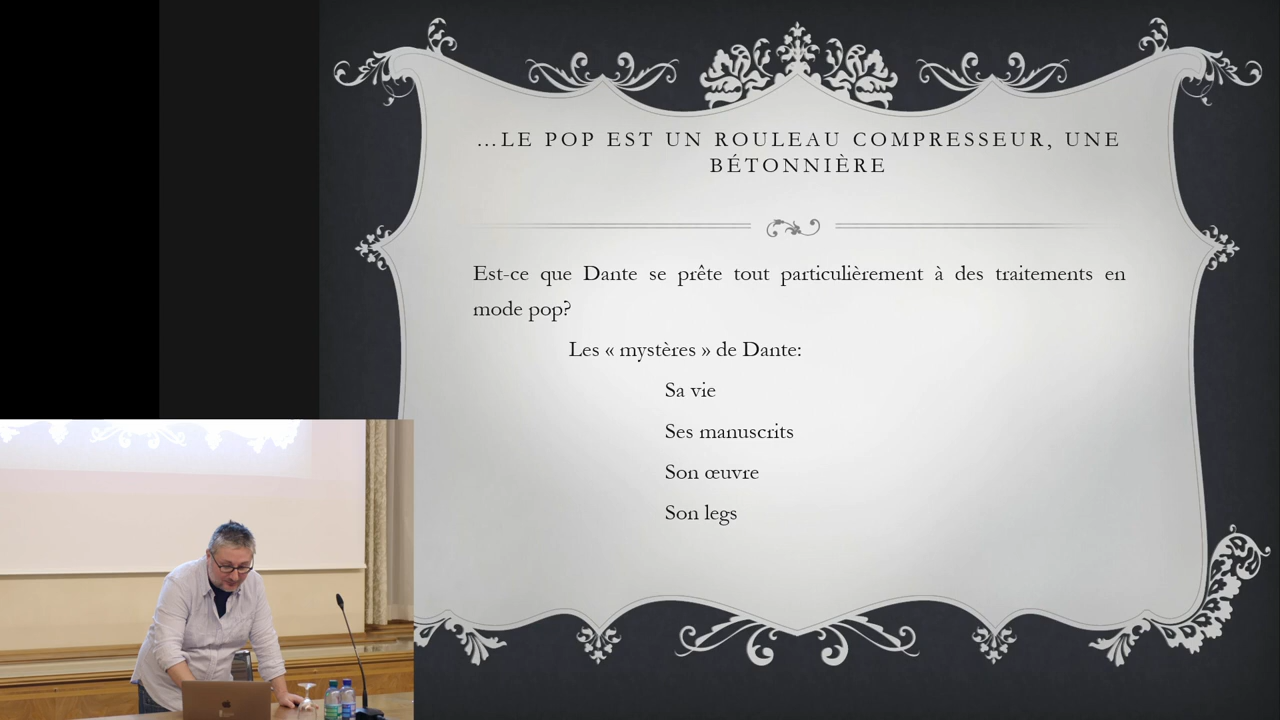 ...LE POP EST UN ROULEAU COMPRESSEUR, UNE
BÉTONNIÈRE
Est-ce que Dante se prête tout particulièrement à des traitements en
mode pop?
Les « mystères » de Dante:
Sa vie
Ses manuscrits
Son œuvre
Son legs